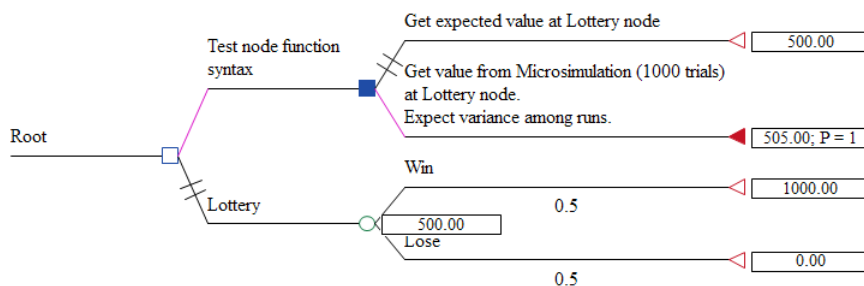 Get expected value at Lottery node
500.00
Test node function
syntax
Get value from Microsimulation (1000 trials)
at Lottery node.
Expect variance among runs.
505.00; P = 1
Root
Win
1000.00
0.5
Lottery
500.00
Lose
0.00
0.5